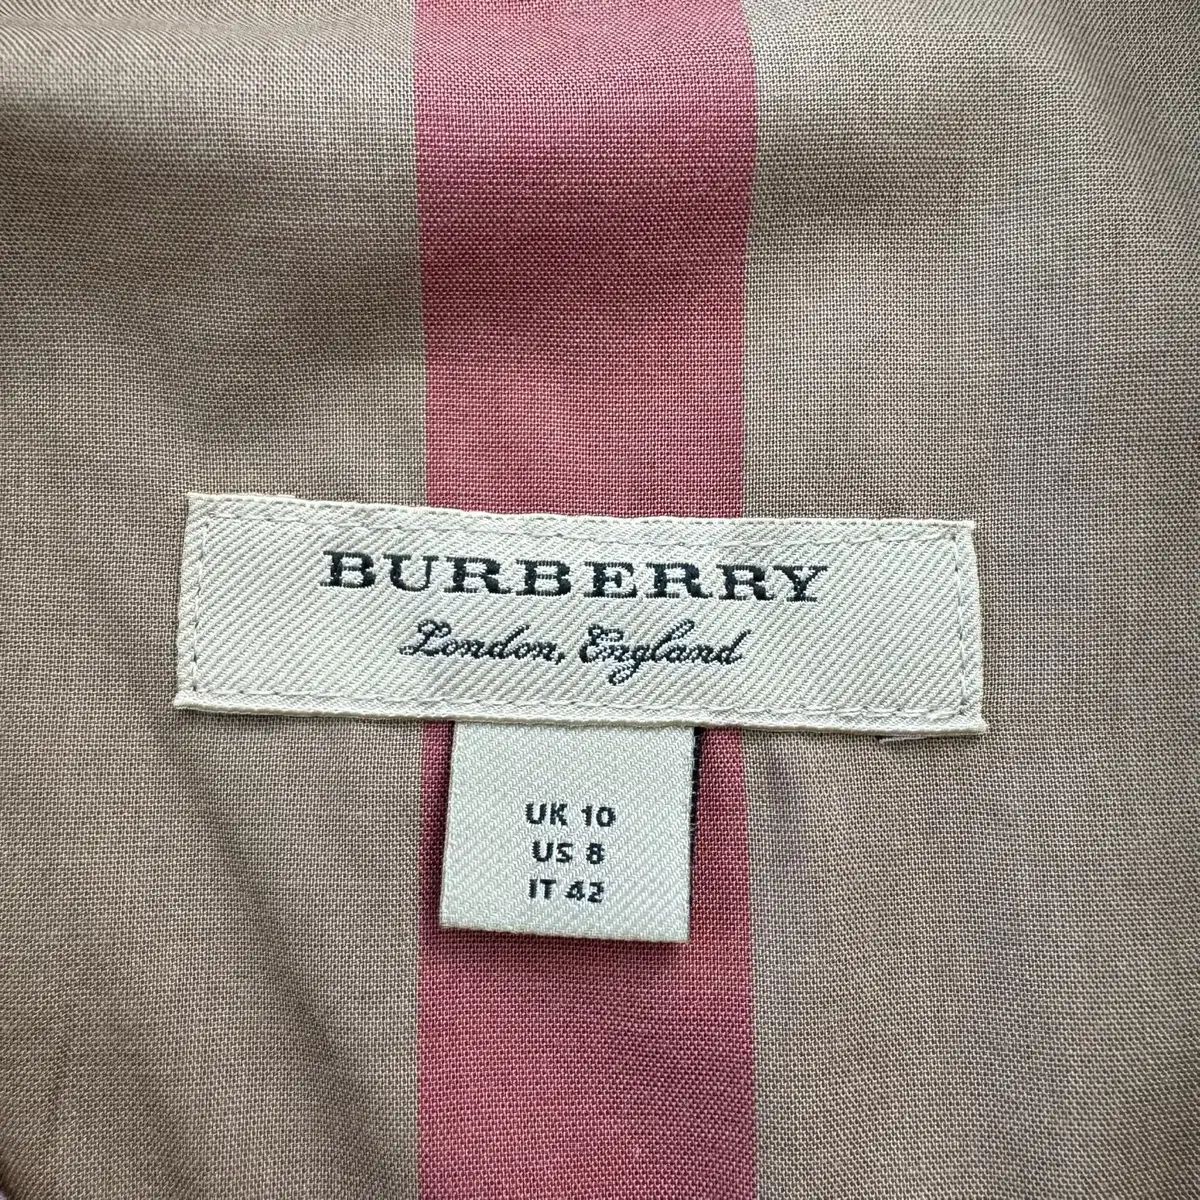 BURBERRY
London, England
UK 10
US 8
IT 42